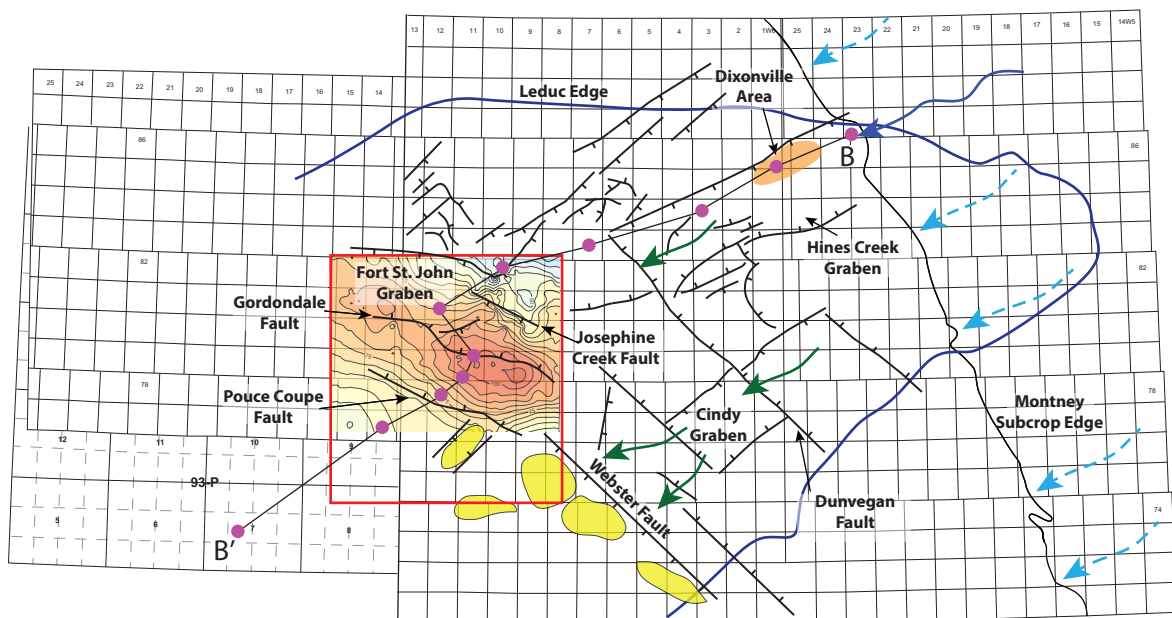 13 12 11 10 9 8 7 6 5 4 3 2 1W6 25 24 23 22 21 20 19 18 17 16 15 14W5
25 24 23 22 21 20 19 18 17 16 15 14
Dixonville
Area
Leduc Edge
86
86
B
Hines Creek
Graben
82
82
Fort St. John
Graben
Gordondale
Fault
Josephine
Creek Fault
78
78
Pouce Coupe
Fault
Montney
Subcrop Edge
Cindy
Graben
12 11 10 9
93-P
Webster Fault
Dunvegan
Fault
74
5 6 7 8
B’